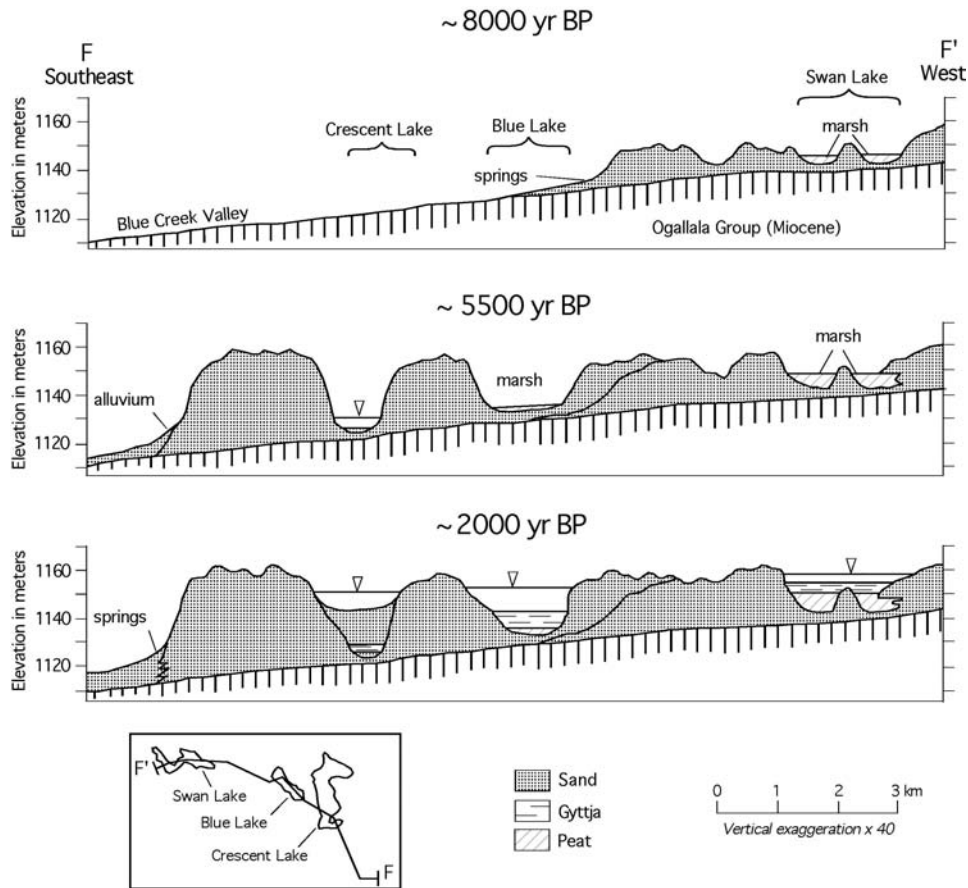 ~ 8000 yr BP
F
Southeast
F'
West
Swan Lake
Crescent Lake
Blue Lake
marsh
springs
Blue Creek Valley
Ogallala Group (Miocene)
Elevation in meters
1160
1140
1120
~ 5500 yr BP
marsh
marsh
alluvium
Elevation in meters
1160
1140
1120
~ 2000 yr BP
springs
Elevation in meters
1160
1140
1120
F'
Swan Lake
Blue Lake
Crescent Lake
F
Sand
Gyttja
Peat
0 1 2 3 km
Vertical exaggeration x 40